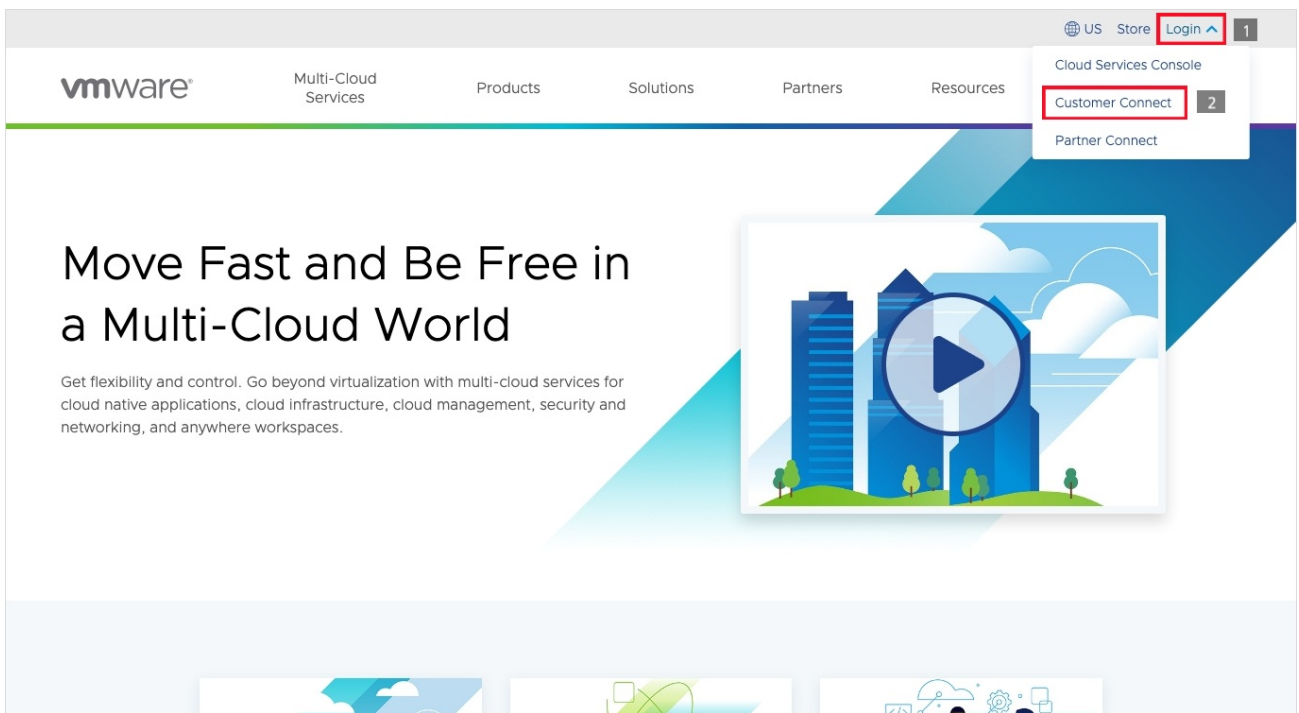 US Store Login 1
vmware®
Multi-Cloud
Services
Products
Solutions
Partners
Resources
Cloud Services Console
Customer Connect 2
Partner Connect
Move Fast and Be Free in
a Multi-Cloud World
Get flexibility and control. Go beyond virtualization with multi-cloud services for
cloud native applications, cloud infrastructure, cloud management, security and
networking, and anywhere workspaces.